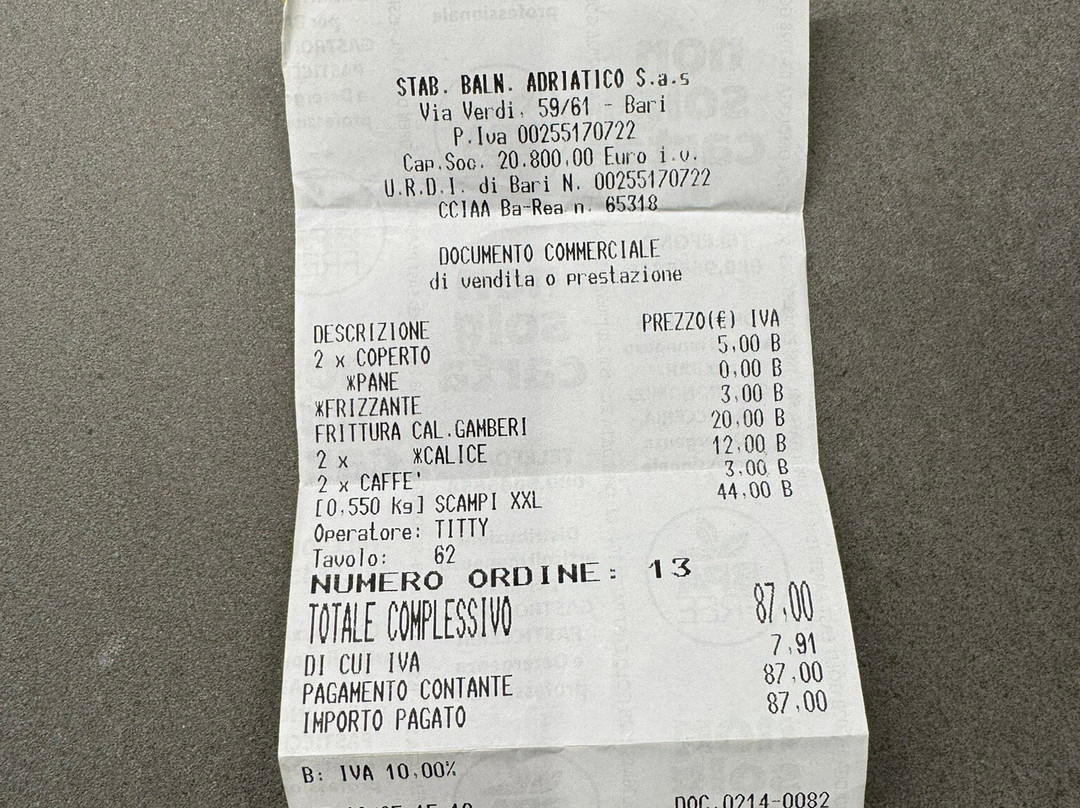 STAB. BALN. ADRIATICO S.a.s
Via Verdi, 59/61 - Bari
P.Iva 00255170722
Cap.Soc. 20.800,00 Euro i.v.
U.R.D.I. di Bari N. 00255170722
CCIAA Ba-Rea n. 65318
DOCUMENTO COMMERCIALE
di vendita o prestazione
DESCRIZIONE PREZZO(€) IVA
2 x COPERTO 5,00 B
*PANE 0,00 B
*FRIZZANTE 3,00 B
FRITTURA CAL.GAMBERI 20,00 B
2 x *CALICE 12,00 B
2 x CAFFE' 3,00 B
[0,550 kg] SCAMPI XXL 44,00 B
Operatore: TITTY
Tavolo: 62
NUMERO ORDINE: 13
TOTALE COMPLESSIVO 87,00
DI CUI IVA 7,91
PAGAMENTO CONTANTE 87,00
IMPORTO PAGATO 87,00
B: IVA 10,00%
DOC.0214-0082